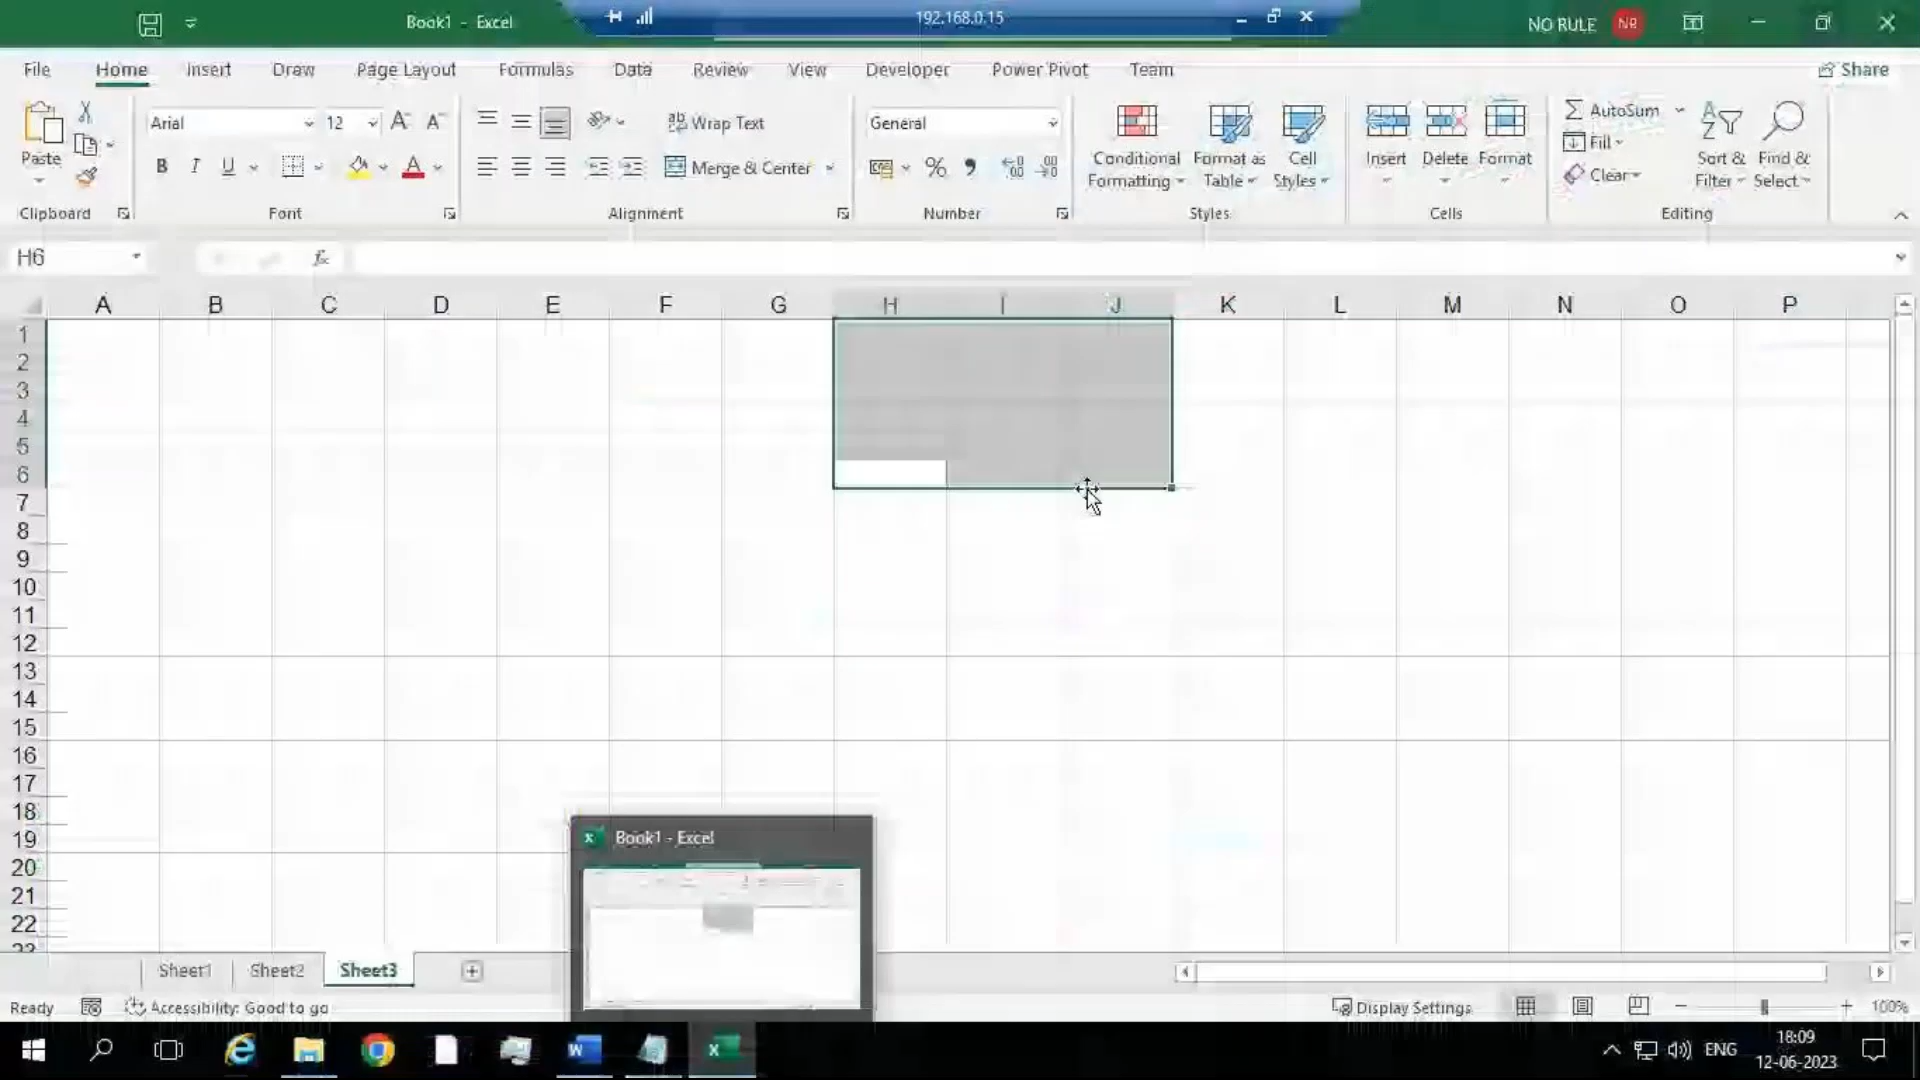 Book1 - Excel
192.168.0.15
NO RULE
NR
File Home Insert Draw Page Layout Formulas Data Review View Developer Power Pivot Team
Share
Paste
Clipboard
Arial
12
B I U
Font
Wrap Text
Merge & Center
Alignment
General
%
Number
Conditional
Formatting
Format as
Table
Cell
Styles
Styles
Insert
Delete
Format
Cells
AutoSum
Fill
Clear
Sort &
Filter
Find &
Select
Editing
H6
fx
A B C D E F G H I J K L M N O P
1
2
3
4
5
6
7
8
9
10
11
12
13
14
15
16
17
18
19
20
21
22
23
Book1 - Excel
Sheet1 Sheet2 Sheet3
Ready
Accessibility: Good to go
Display Settings
100%
ENG
18:09
12-06-2023